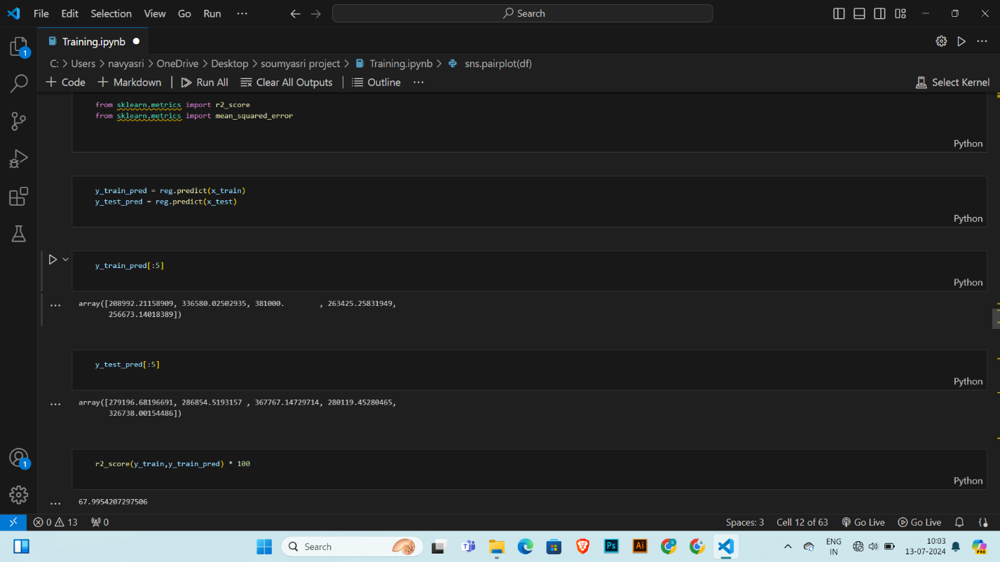 File Edit Selection View Go Run ··· Search
Training.ipynb
C: > Users > navyasri > OneDrive > Desktop > soumyasri project > Training.ipynb > sns.pairplot(df)
+ Code + Markdown Run All Clear All Outputs Outline ··· Select Kernel
from sklearn.metrics import r2_score
from sklearn.metrics import mean_squared_error
Python
y_train_pred = reg.predict(x_train)
y_test_pred = reg.predict(x_test)
Python
y_train_pred[:5]
Python
array([208992.21158909, 336580.02502935, 381000.        , 263425.25831949,
256673.14018389])
y_test_pred[:5]
Python
array([279196.68196691, 286854.5193157 , 367767.14729714, 280119.45280465,
326738.00154486])
r2_score(y_train,y_train_pred) * 100
Python
67.9954207297506
1
1
0 13 0 Spaces: 3 Cell 12 of 63 Go Live Go Live
Search Ps Ai ENG IN 10:03 13-07-2024 PRE